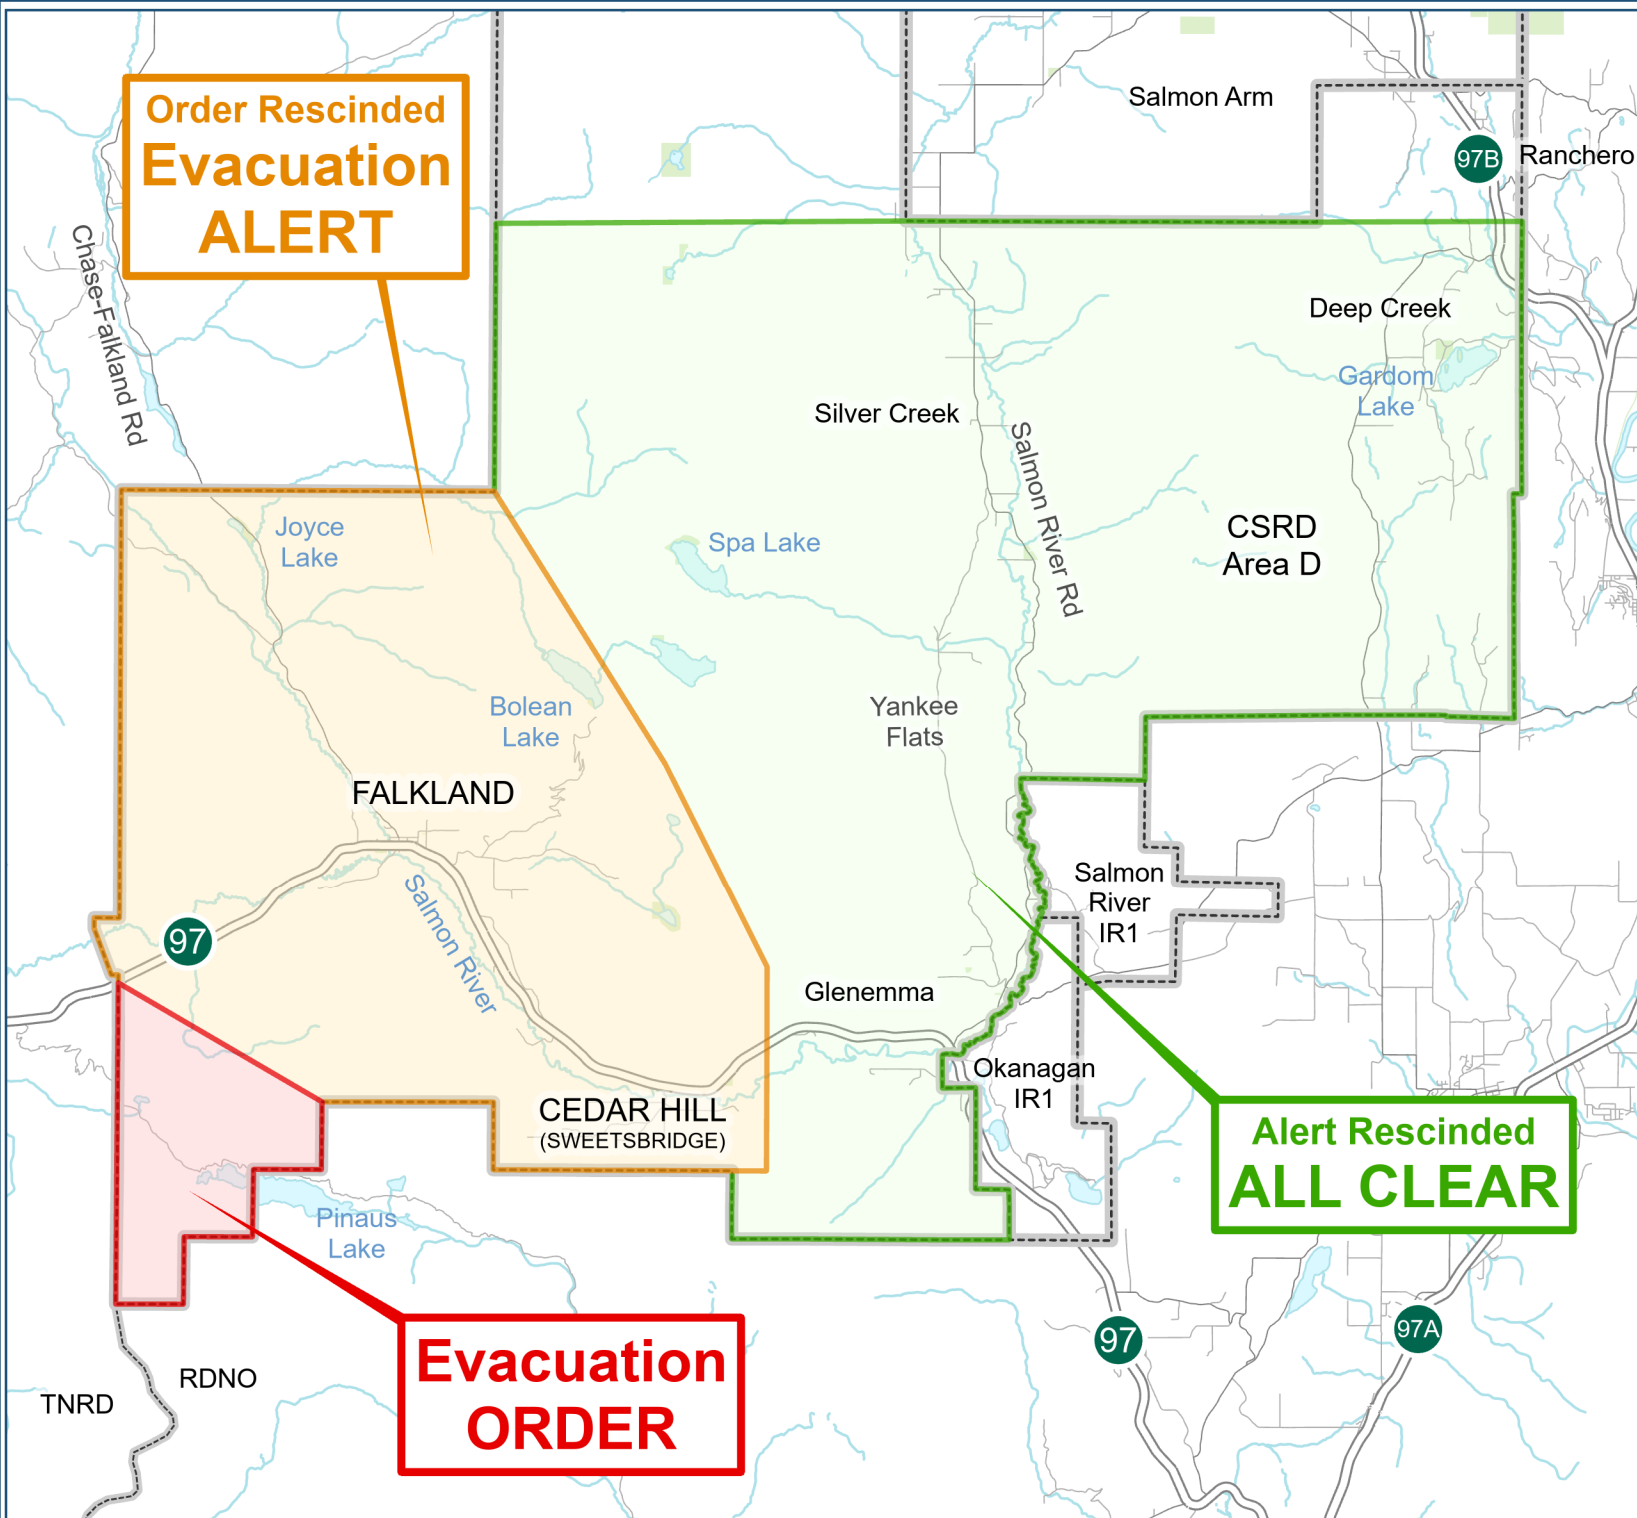 Salmon Arm
97B
Ranchero
Order Rescinded
Evacuation
ALERT
Chase-Falkland Rd
Deep Creek
Gardom
Lake
Silver Creek
Salmon River Rd
Joyce
Lake
Spa Lake
CSRD
Area D
Bolean
Lake
Yankee
Flats
FALKLAND
Salmon River
Salmon
River
IR1
97
Glenemma
Okanagan
IR1
CEDAR HILL
(SWEETSBRIDGE)
Alert Rescinded
ALL CLEAR
Pinaus
Lake
97
97A
Evacuation
ORDER
RDNO
TNRD